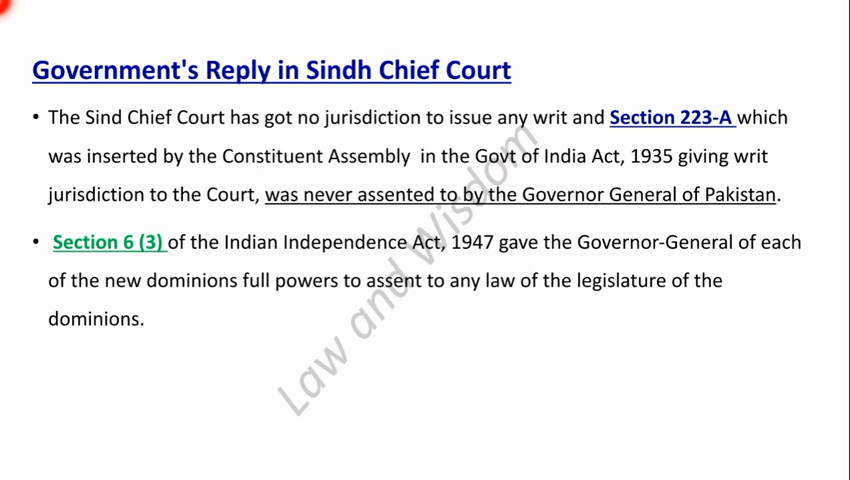 Government's Reply in Sindh Chief Court
• The Sind Chief Court has got no jurisdiction to issue any writ and Section 223-A which
was inserted by the Constituent Assembly in the Govt of India Act, 1935 giving writ
jurisdiction to the Court, was never assented to by the Governor General of Pakistan.
• Section 6 (3) of the Indian Independence Act, 1947 gave the Governor-General of each
of the new dominions full powers to assent to any law of the legislature of the
dominions.
Law and Wisdom